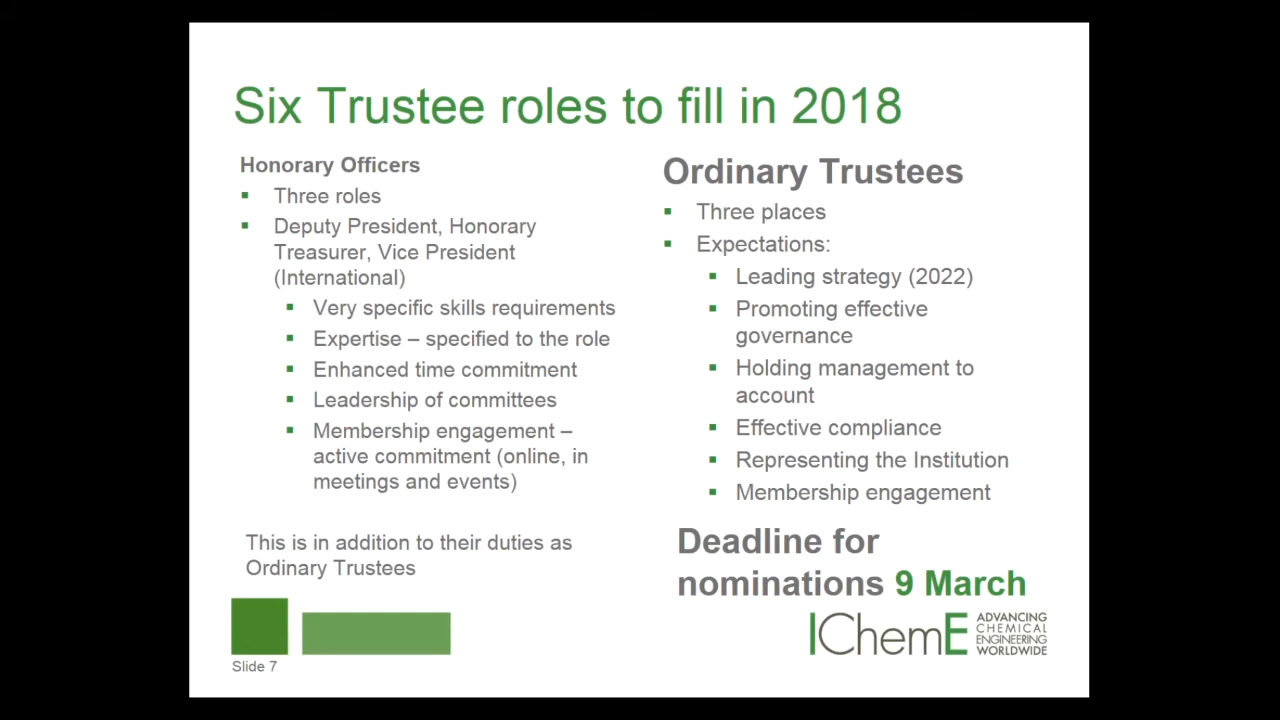 Six Trustee roles to fill in 2018
Honorary Officers
▪ Three roles
▪ Deputy President, Honorary
Treasurer, Vice President
(International)
▪ Very specific skills requirements
▪ Expertise – specified to the role
▪ Enhanced time commitment
▪ Leadership of committees
▪ Membership engagement –
active commitment (online, in
meetings and events)
This is in addition to their duties as
Ordinary Trustees
Ordinary Trustees
▪ Three places
▪ Expectations:
▪ Leading strategy (2022)
▪ Promoting effective
governance
▪ Holding management to
account
▪ Effective compliance
▪ Representing the Institution
▪ Membership engagement
Deadline for
nominations 9 March
IChemE
ADVANCING
CHEMICAL
ENGINEERING
WORLDWIDE
Slide 7